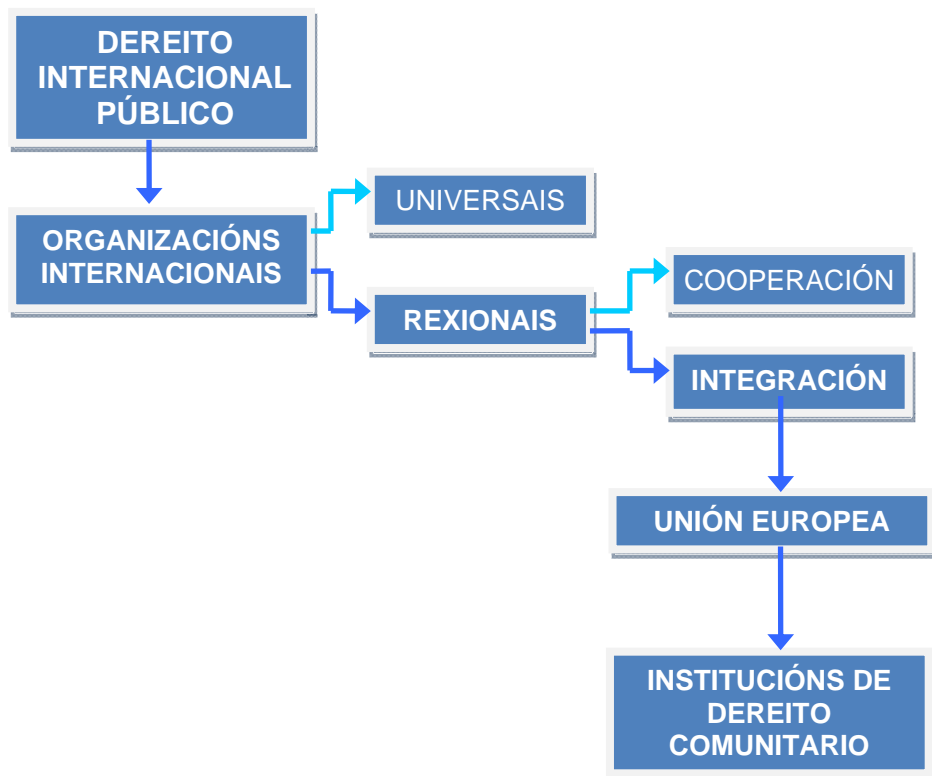 DEREITO
INTERNACIONAL
PÚBLICO
UNIVERSAIS
ORGANIZACIÓNS
INTERNACIONAIS
COOPERACIÓN
REXIONAIS
INTEGRACIÓN
UNIÓN EUROPEA
INSTITUCIÓNS DE
DEREITO
COMUNITARIO